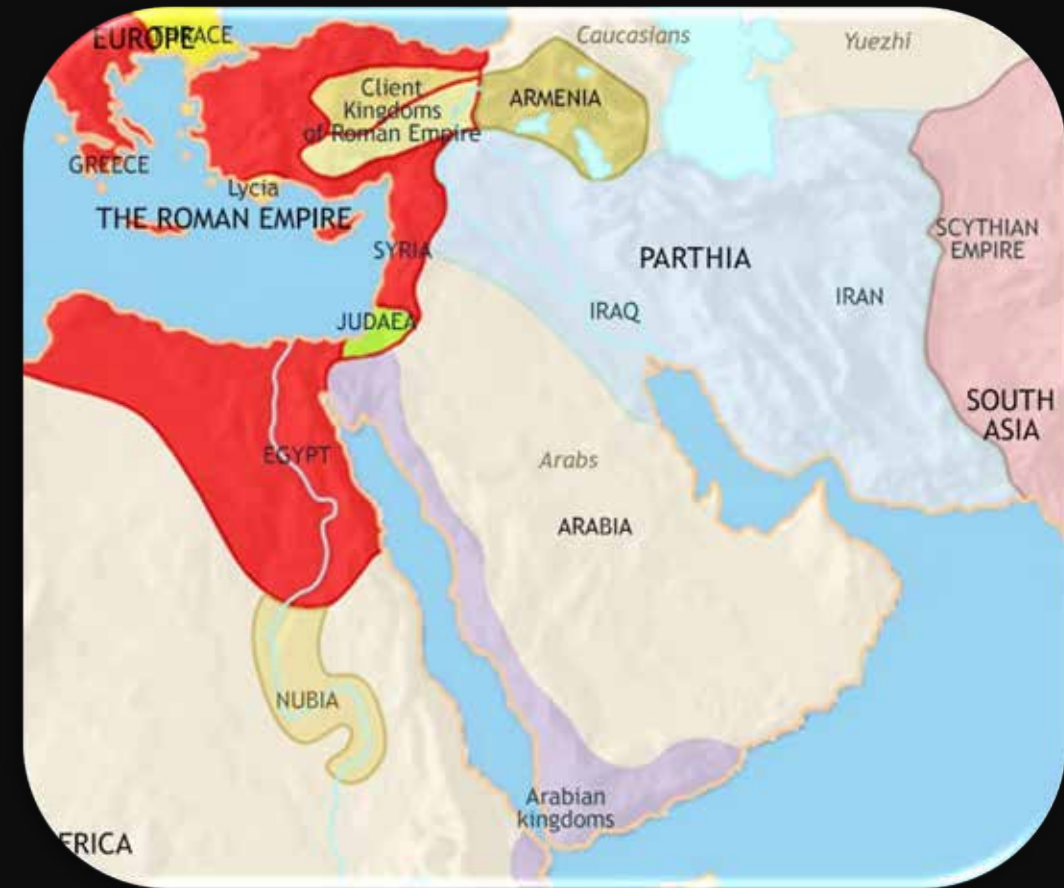 EUROPE
THRACE
Caucasians
Yuezhi
Client
Kingdoms
of Roman Empire
ARMENIA
GREECE
Lycia
THE ROMAN EMPIRE
SCYTHIAN
EMPIRE
SYRIA
PARTHIA
IRAN
IRAQ
JUDAEA
SOUTH
ASIA
EGYPT
Arabs
ARABIA
NUBIA
Arabian
kingdoms
FRICA